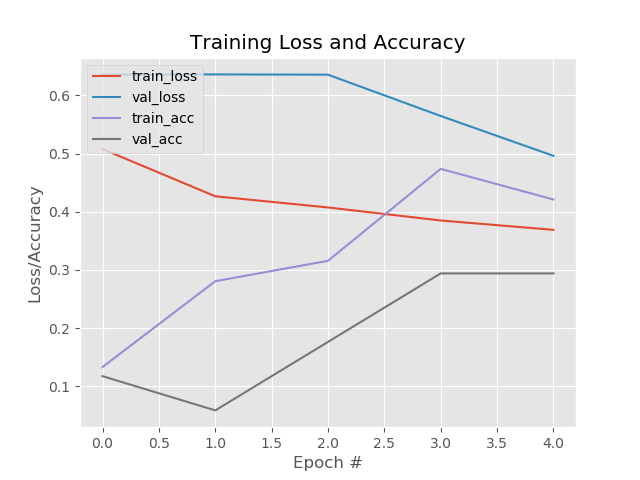 Training Loss and Accuracy
train_loss
val_loss
train_acc
val_acc
0.6
0.5
0.4
0.3
0.2
0.1
Loss/Accuracy
0.0 0.5 1.0 1.5 2.0 2.5 3.0 3.5 4.0
Epoch #